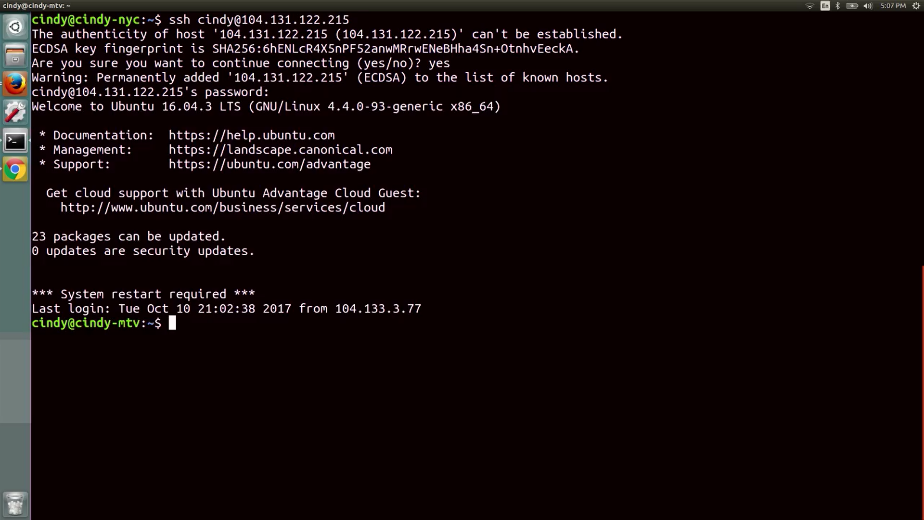 cindy@cindy-mtv: ~
En
5:07 PM
cindy@cindy-nyc:~$ ssh cindy@104.131.122.215
The authenticity of host '104.131.122.215 (104.131.122.215)' can't be established.
ECDSA key fingerprint is SHA256:6hENLcR4X5nPF52anwMRrwENeBHha4Sn+OtnhvEeckA.
Are you sure you want to continue connecting (yes/no)? yes
Warning: Permanently added '104.131.122.215' (ECDSA) to the list of known hosts.
cindy@104.131.122.215's password:
Welcome to Ubuntu 16.04.3 LTS (GNU/Linux 4.4.0-93-generic x86_64)
* Documentation: https://help.ubuntu.com
* Management: https://landscape.canonical.com
* Support: https://ubuntu.com/advantage
Get cloud support with Ubuntu Advantage Cloud Guest:
http://www.ubuntu.com/business/services/cloud
23 packages can be updated.
0 updates are security updates.
*** System restart required ***
Last login: Tue Oct 10 21:02:38 2017 from 104.133.3.77
cindy@cindy-mtv:~$